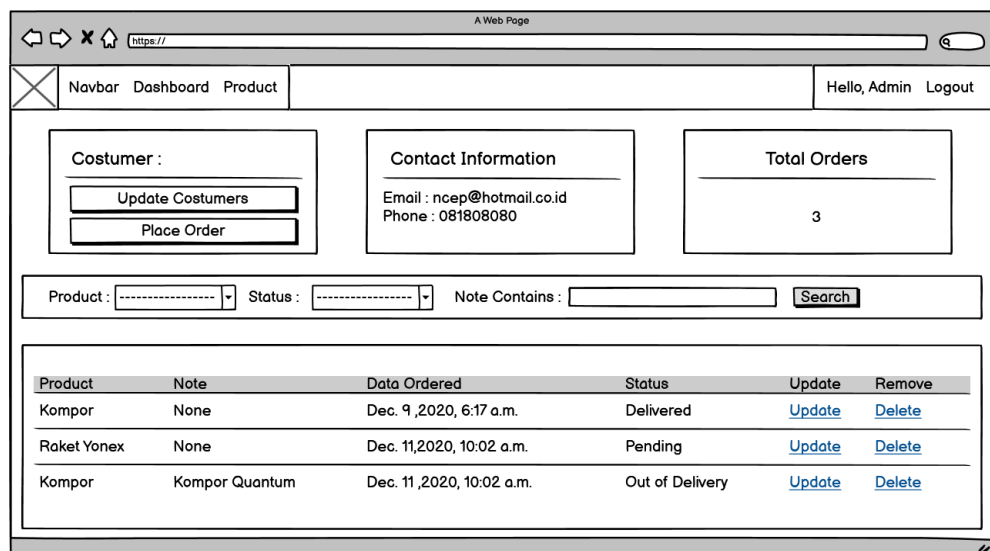 A Web Page
https://
Navbar Dashboard Product Hello, Admin Logout
Costumer :
Update Costumers
Place Order
Contact Information
Email : ncep@hotmail.co.id
Phone : 081808080
Total Orders
3
Product : ----------------- Status : ----------------- Note Contains : Search
Product Note Data Ordered Status Update Remove
Kompor None Dec. 9 ,2020, 6:17 a.m. Delivered Update Delete
Raket Yonex None Dec. 11,2020, 10:02 a.m. Pending Update Delete
Kompor Kompor Quantum Dec. 11 ,2020, 10:02 a.m. Out of Delivery Update Delete